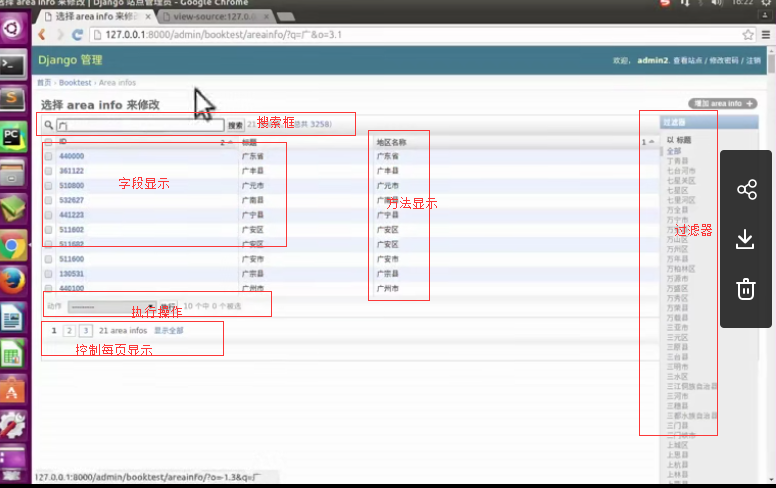 选择 area info 来修改 | Django 站点管理员 - Google Chrome
16:22
选择 area info 来修
view-source:127.0.
127.0.0.1:8000/admin/booktest/areainfo/?q=广&o=3.1
Django 管理
欢迎, admin2. 查看站点 / 修改密码 / 注销
首页 › Booktest › Area infos
选择 area info 来修改
增加 area info +
广
搜索
搜索框
总共 3258)
过滤器
ID
2
标题
地区名称
1
以 标题
440000
广东省
广东省
361122
广丰县
广丰县
510800
广元市
广元市
532627
广南县
441223
广宁县
广宁县
511602
广安区
广安区
511682
广安区
广安区
511600
广安市
广安市
130531
广宗县
广宗县
440100
广州市
广州市
字段显示
方法显示
过滤器
全部
丁青县
七台河市
七星关区
七星区
七里河区
万全县
万宁市
万山区
万州区
万年县
万柏林区
万源市
万盛区
万秀区
万荣县
万载县
三亚市
三元区
三原县
三台县
三明市
三水区
三江侗族自治县
三河市
三穗县
三都水族自治县
三门县
三门峡市
上城区
上思县
上杭县
上林县
动作
---------
执行操作
10 个中 0 个被选
1 2 3 21 area infos 显示全部
控制每页显示
127.0.0.1:8000/admin/booktest/areainfo/?o=-1.3&q=广